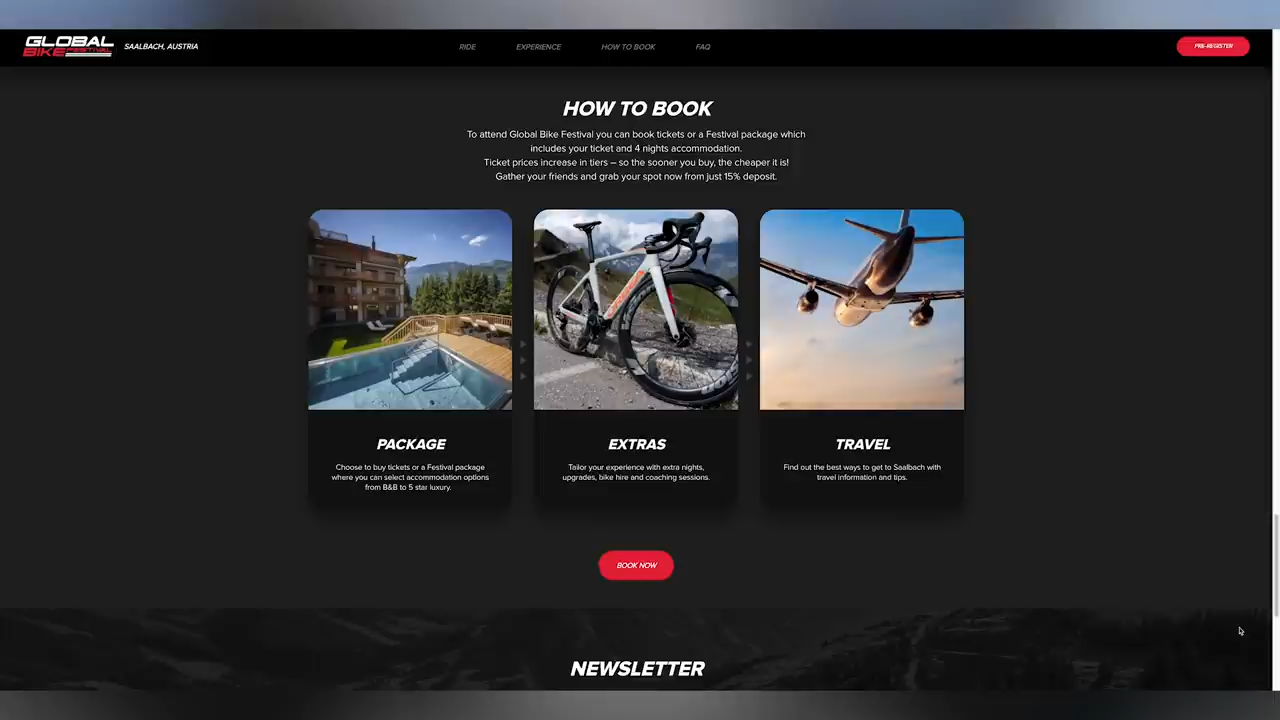 GLOBAL
BIKE FESTIVAL
SAALBACH, AUSTRIA
RIDE
EXPERIENCE
HOW TO BOOK
FAQ
PRE-REGISTER
HOW TO BOOK
To attend Global Bike Festival you can book tickets or a Festival package which
includes your ticket and 4 nights accommodation.
Ticket prices increase in tiers – so the sooner you buy, the cheaper it is!
Gather your friends and grab your spot now from just 15% deposit.
PACKAGE
Choose to buy tickets or a Festival package
where you can select accommodation options
from B&B to 5 star luxury.
EXTRAS
Tailor your experience with extra nights,
upgrades, bike hire and coaching sessions.
TRAVEL
Find out the best ways to get to Saalbach with
travel information and tips.
BOOK NOW
NEWSLETTER